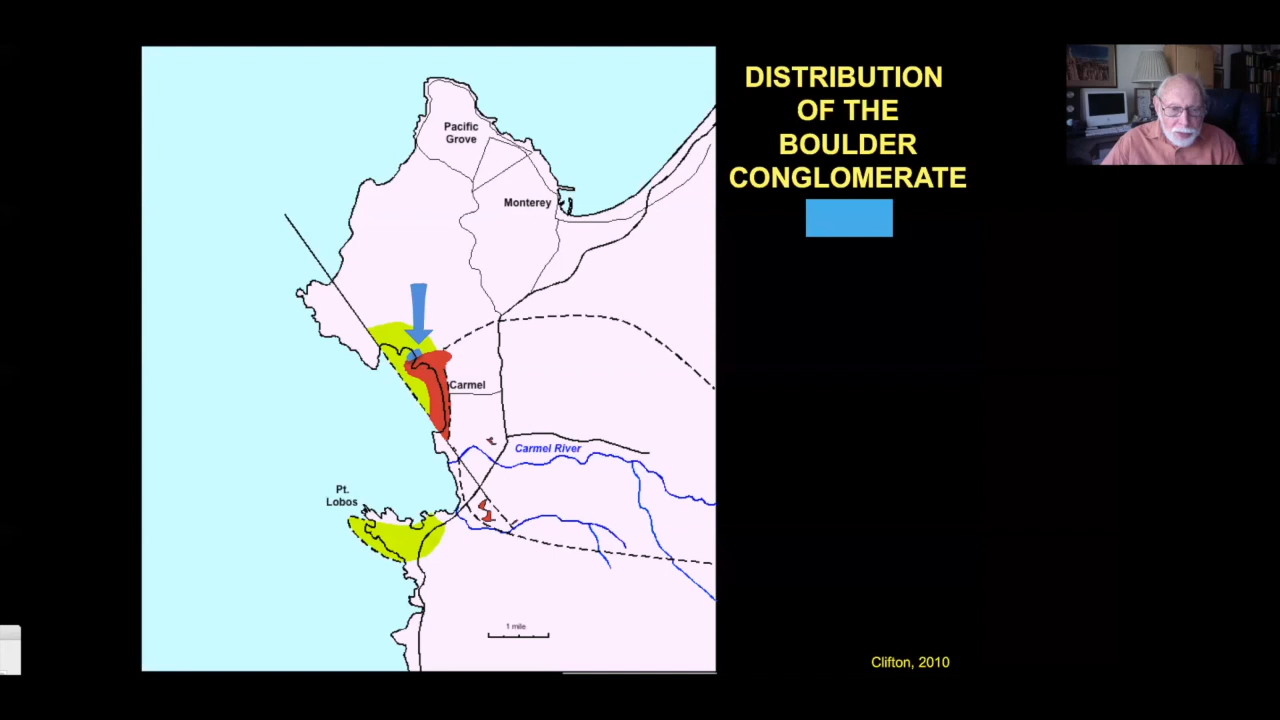 DISTRIBUTION
OF THE
BOULDER
CONGLOMERATE
Pacific
Grove
Monterey
Carmel
Carmel River
Pt.
Lobos
1 mile
Clifton, 2010